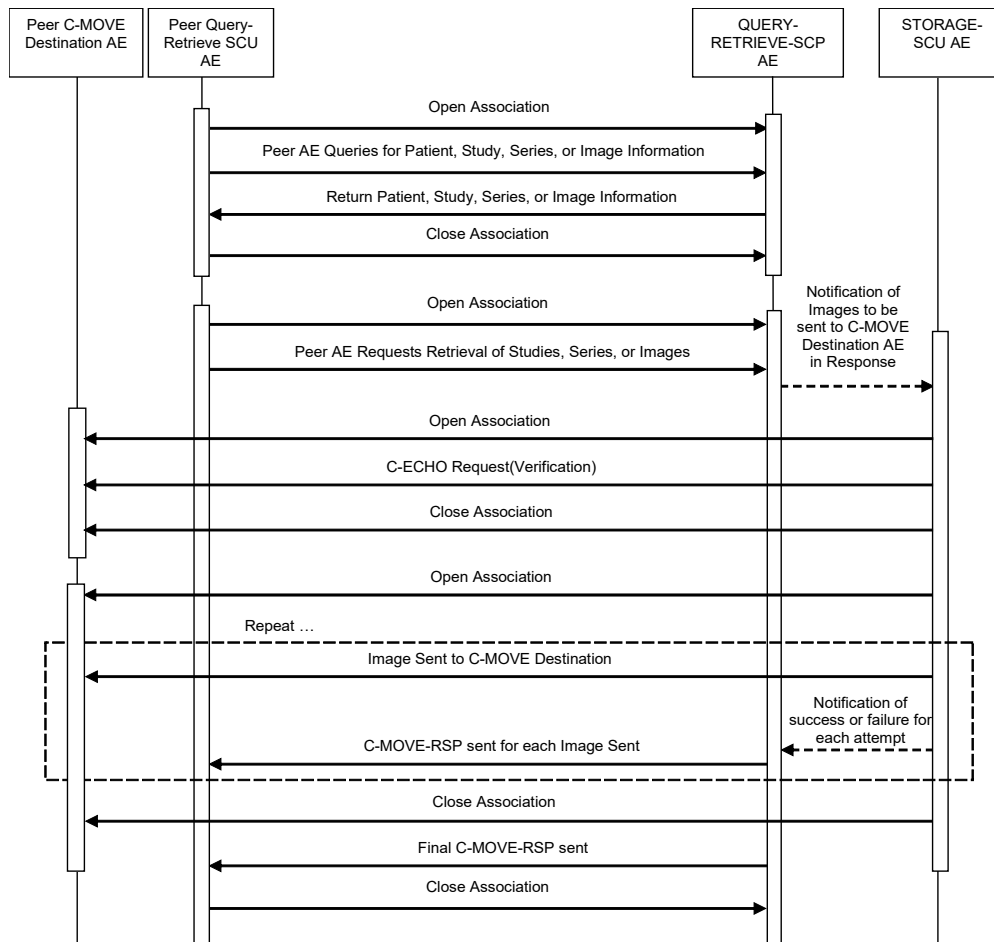 Peer C-MOVE
Destination AE
Peer Query-
Retrieve SCU
AE
QUERY-
RETRIEVE-SCP
AE
STORAGE-
SCU AE
Open Association
Peer AE Queries for Patient, Study, Series, or Image Information
Return Patient, Study, Series, or Image Information
Close Association
Open Association
Notification of
Images to be
sent to C-MOVE
Destination AE
in Response
Peer AE Requests Retrieval of Studies, Series, or Images
Open Association
C-ECHO Request(Verification)
Close Association
Open Association
Repeat …
Image Sent to C-MOVE Destination
Notification of
success or failure for
each attempt
C-MOVE-RSP sent for each Image Sent
Close Association
Final C-MOVE-RSP sent
Close Association